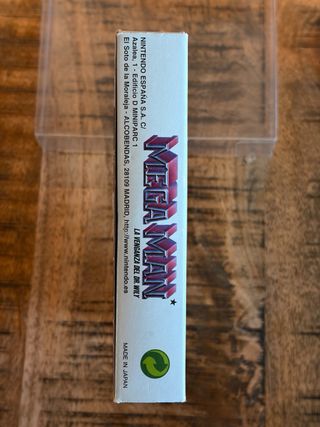 NINTENDO ESPAÑA S.A. C/
Azalea, 1 - Edificio D MINIPARC 1
El Soto de la Moraleja - ALCOBENDAS, 28109 MADRID, http://www.nintendo.es
MEGA MAN
LA VENGANZA DEL DR. WILY
MADE IN JAPAN